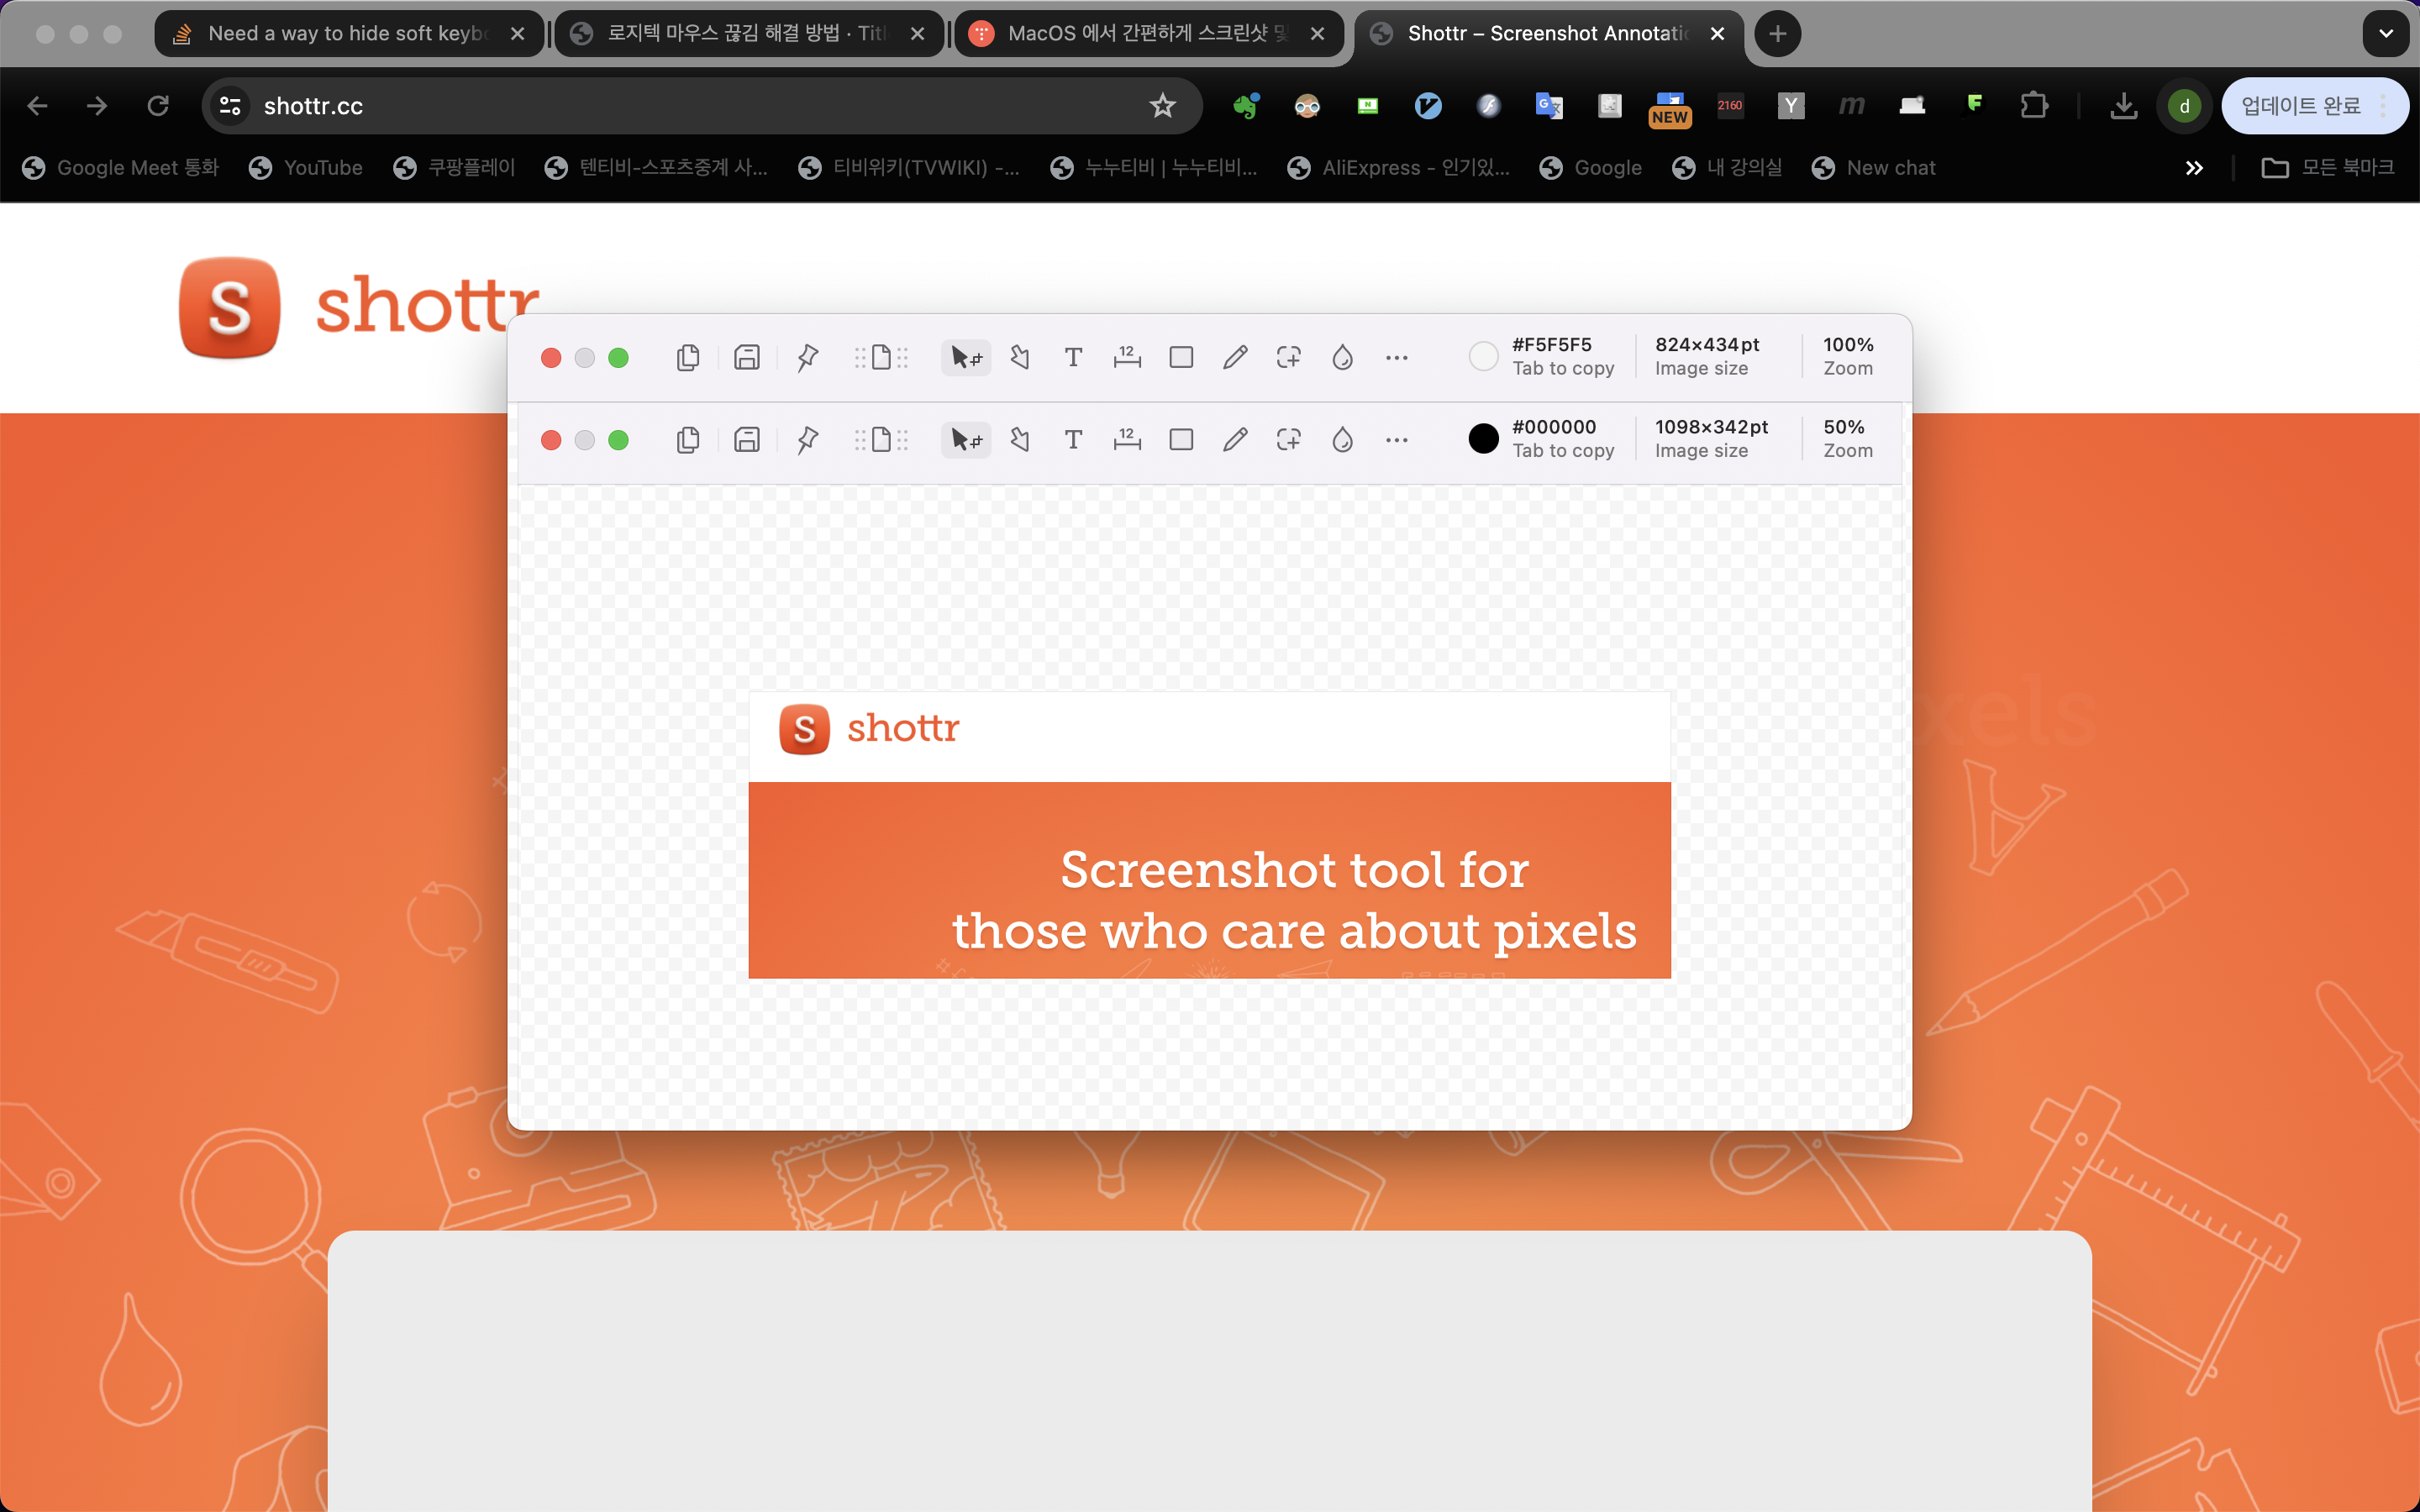 Need a way to hide soft keyb
로지텍 마우스 끊김 해결 방법 · Titl
MacOS 에서 간편하게 스크린샷 및
Shottr – Screenshot Annotatic
shottr.cc
NEW
2160
Y
m
d
업데이트 완료
Google Meet 통화
YouTube
쿠팡플레이
텐티비-스포츠중계 사...
티비위키(TVWIKI) -...
누누티비 | 누누티비...
AliExpress - 인기있...
Google
내 강의실
New chat
모든 북마크
S shottr
T
12
#F5F5F5
Tab to copy
824×434pt
Image size
100%
Zoom
T
12
#000000
Tab to copy
1098×342pt
Image size
50%
Zoom
S shottr
Screenshot tool for
those who care about pixels
xels